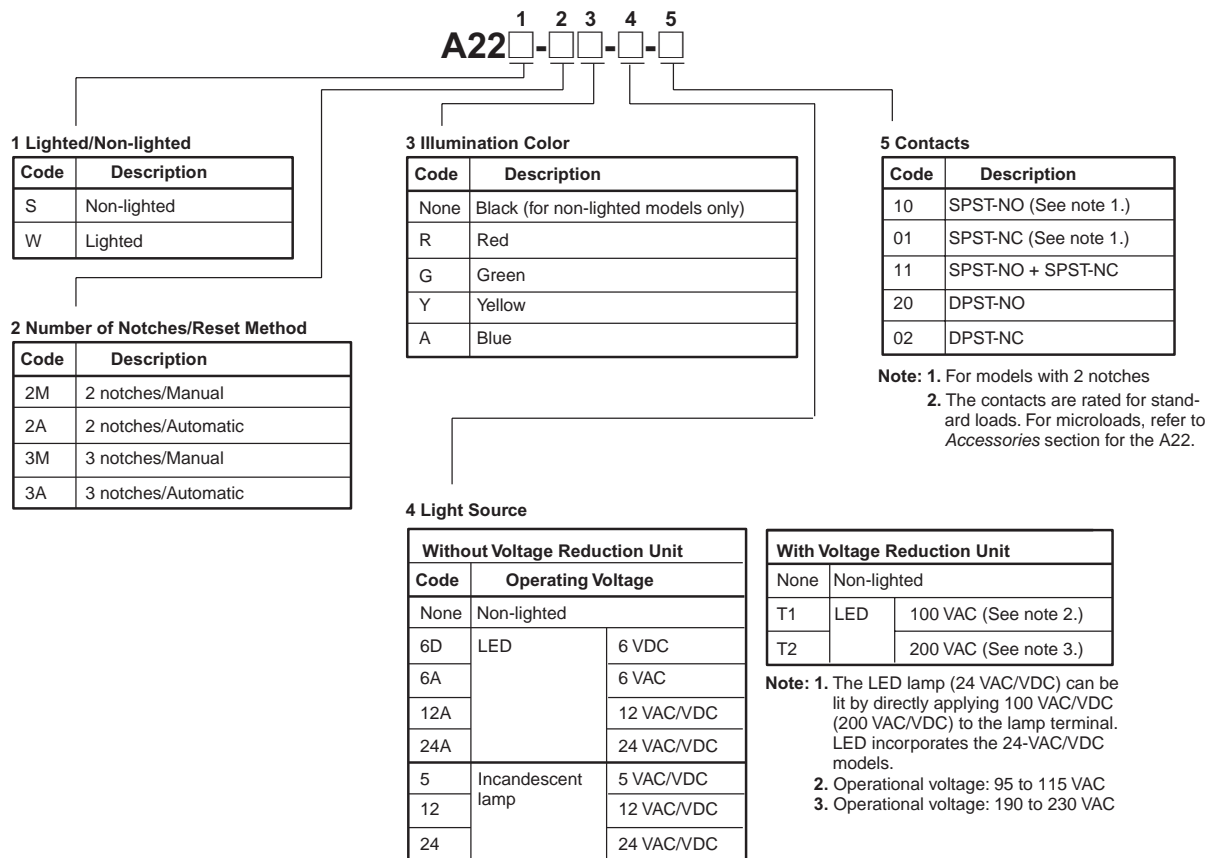 1 2 3 4 5
A22□-□□-□-□
1 Lighted/Non-lighted
Code Description
S Non-lighted
W Lighted
2 Number of Notches/Reset Method
Code Description
2M 2 notches/Manual
2A 2 notches/Automatic
3M 3 notches/Manual
3A 3 notches/Automatic
3 Illumination Color
Code Description
None Black (for non-lighted models only)
R Red
G Green
Y Yellow
A Blue
5 Contacts
Code Description
10 SPST-NO (See note 1.)
01 SPST-NC (See note 1.)
11 SPST-NO + SPST-NC
20 DPST-NO
02 DPST-NC
Note: 1. For models with 2 notches
2. The contacts are rated for stand-
ard loads. For microloads, refer to
Accessories section for the A22.
4 Light Source
Without Voltage Reduction Unit
Code Operating Voltage
None Non-lighted
6D LED 6 VDC
6A 6 VAC
12A 12 VAC/VDC
24A 24 VAC/VDC
5 Incandescent lamp 5 VAC/VDC
12 12 VAC/VDC
24 24 VAC/VDC
With Voltage Reduction Unit
None Non-lighted
T1 LED 100 VAC (See note 2.)
T2 200 VAC (See note 3.)
Note: 1. The LED lamp (24 VAC/VDC) can be
lit by directly applying 100 VAC/VDC
(200 VAC/VDC) to the lamp terminal.
LED incorporates the 24-VAC/VDC
models.
2. Operational voltage: 95 to 115 VAC
3. Operational voltage: 190 to 230 VAC